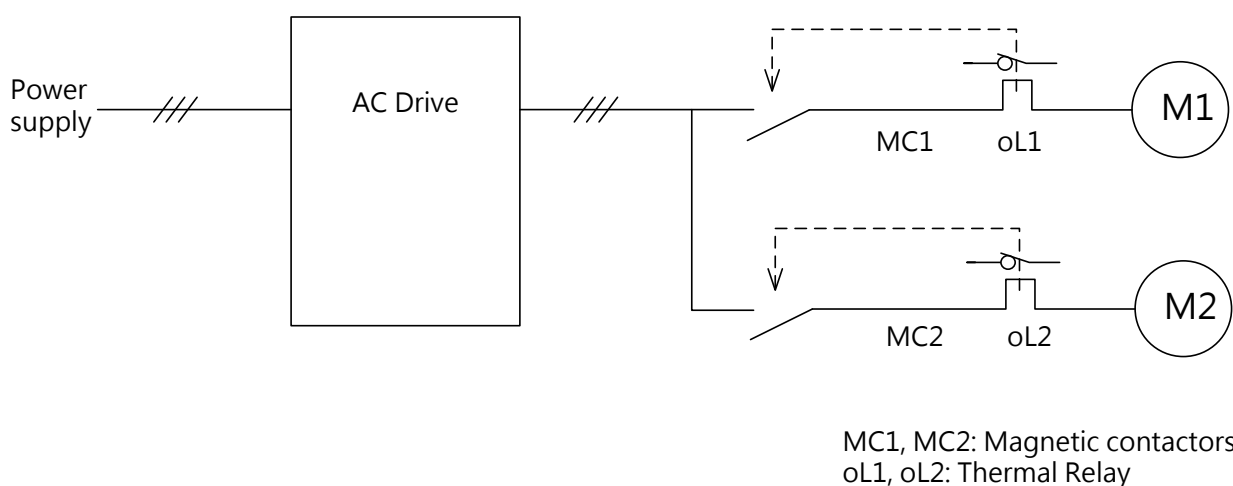 Power
supply
AC Drive
M1
MC1
oL1
M2
MC2
oL2
MC1, MC2: Magnetic contactors
oL1, oL2: Thermal Relay